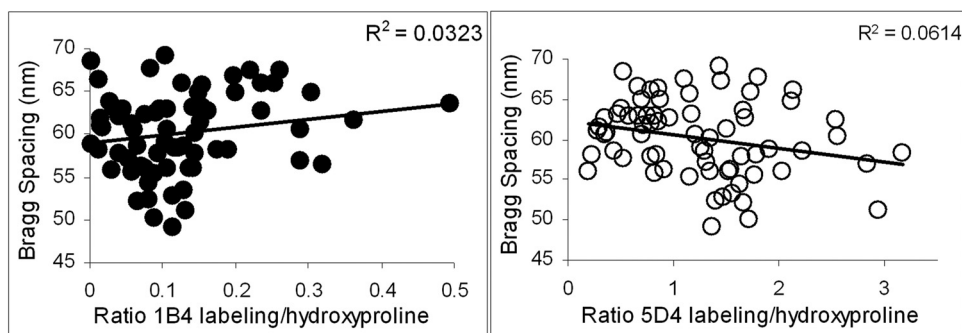 R² = 0.0323
70
65
60
55
50
45
Bragg Spacing (nm)
0 0.1 0.2 0.3 0.4 0.5
Ratio 1B4 labeling/hydroxyproline
R² = 0.0614
70
65
60
55
50
45
Bragg Spacing (nm)
0 1 2 3
Ratio 5D4 labeling/hydroxyproline